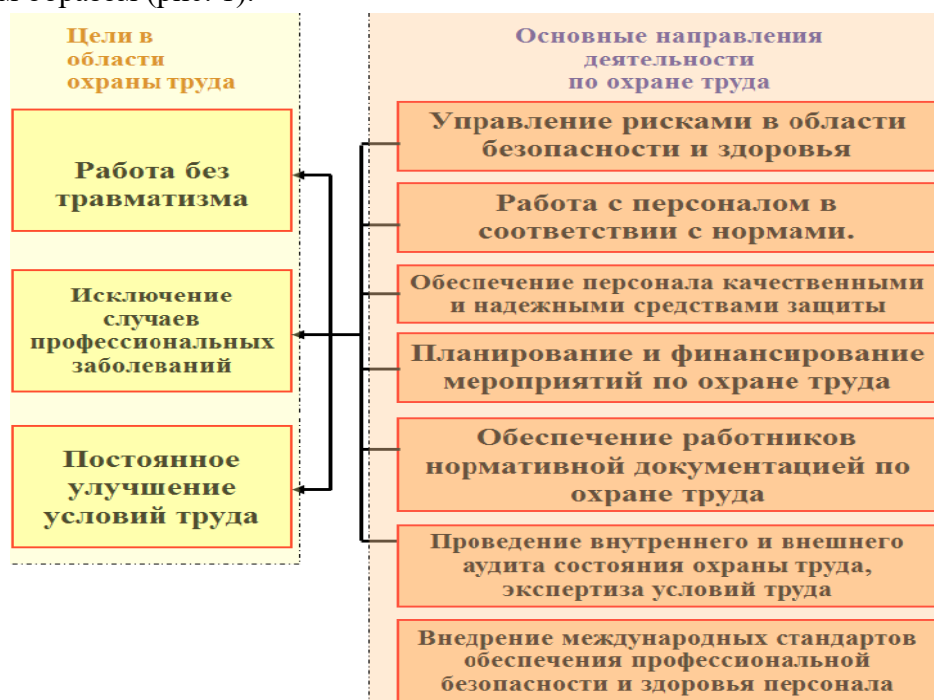 Цели в
области
охраны труда
Работа без
травматизма
Исключение
случаев
профессиональных
заболеваний
Постоянное
улучшение
условий труда
Основные направления
деятельности
по охране труда
Управление рисками в области
безопасности и здоровья
Работа с персоналом в
соответствии с нормами.
Обеспечение персонала качественными
и надежными средствами защиты
Планирование и финансирование
мероприятий по охране труда
Обеспечение работников
нормативной документацией по
охране труда
Проведение внутреннего и внешнего
аудита состояния охраны труда,
экспертиза условий труда
Внедрение международных стандартов
обеспечения профессиональной
безопасности и здоровья персонала